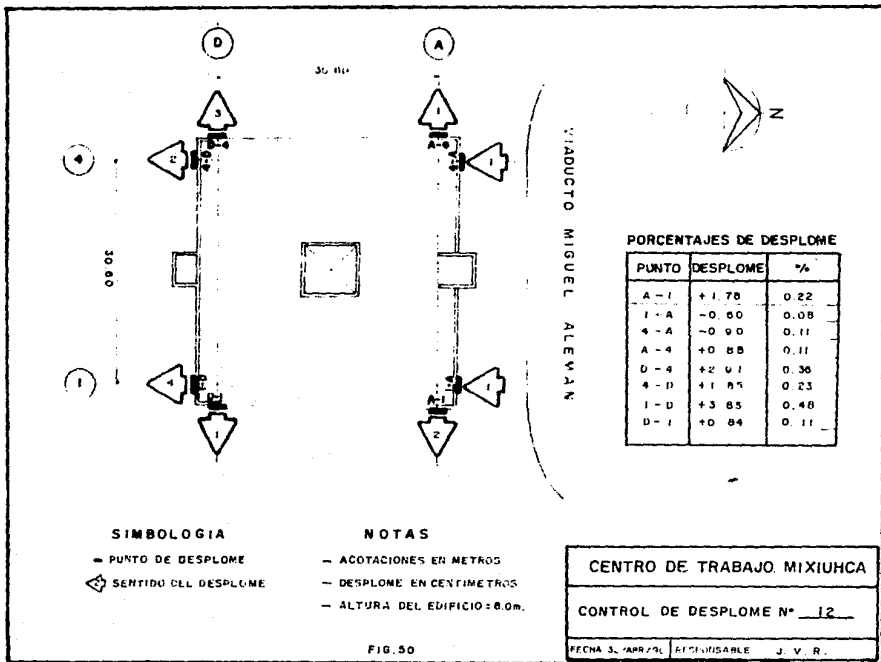 D
A
30.60
3
1
D-4
A-4
4
2
4-D
4-A
1
N
VIADUCTO MIGUEL ALEMAN
30.60
PORCENTAJES DE DESPLOME
PUNTO DESPLOME %
A-1 +1.78 0.22
1-A -0.60 0.08
4-A -0.90 0.11
A-4 +0.88 0.11
D-4 +2.91 0.36
4-D +1.85 0.23
1-D +3.85 0.48
D-1 +0.84 0.11
1
4
1
A-1
1
2
SIMBOLOGIA
PUNTO DE DESPLOME
SENTIDO DEL DESPLOME
NOTAS
- ACOTACIONES EN METROS
- DESPLOME EN CENTIMETROS
- ALTURA DEL EDIFICIO = 8.0m.
CENTRO DE TRABAJO MIXIUHCA
CONTROL DE DESPLOME N° 12
FECHA RESPONSABLE J. V. R.
FIG. 50